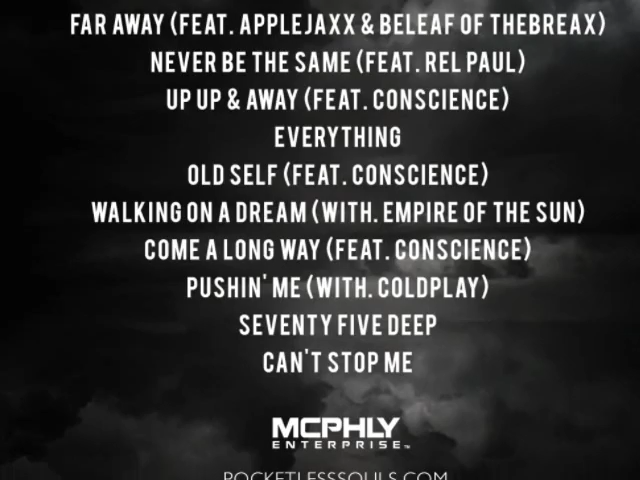 FAR AWAY (FEAT. APPLEJAXX & BELEAF OF THEBREAX)
NEVER BE THE SAME (FEAT. REL PAUL)
UP UP & AWAY (FEAT. CONSCIENCE)
EVERYTHING
OLD SELF (FEAT. CONSCIENCE)
WALKING ON A DREAM (WITH. EMPIRE OF THE SUN)
COME A LONG WAY (FEAT. CONSCIENCE)
PUSHIN' ME (WITH. COLDPLAY)
SEVENTY FIVE DEEP
CAN'T STOP ME
MCPHLY
ENTERPRISE™
POCKETLESSSOULS.COM